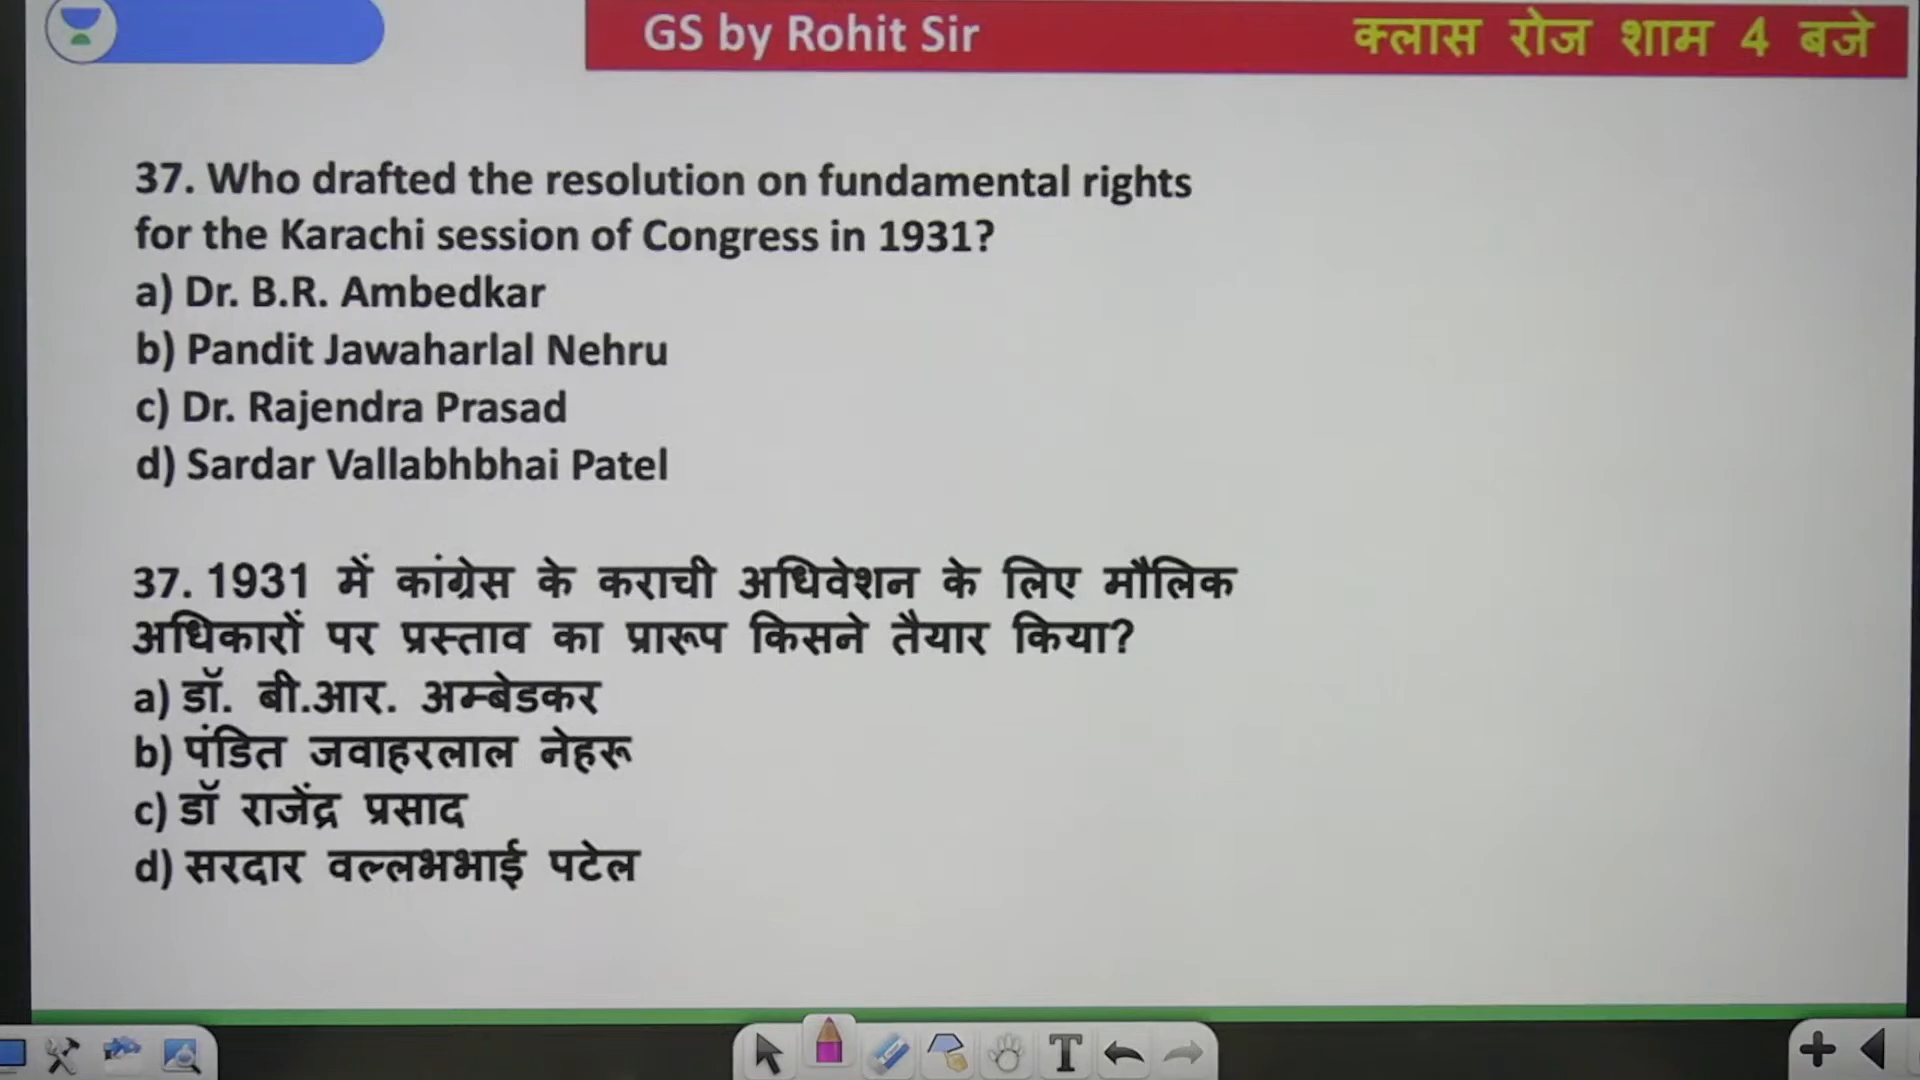 GS by Rohit Sir
क्लास रोज शाम 4 बजे
37. Who drafted the resolution on fundamental rights
for the Karachi session of Congress in 1931?
a) Dr. B.R. Ambedkar
b) Pandit Jawaharlal Nehru
c) Dr. Rajendra Prasad
d) Sardar Vallabhbhai Patel
37. 1931 में कांग्रेस के कराची अधिवेशन के लिए मौलिक
अधिकारों पर प्रस्ताव का प्रारूप किसने तैयार किया?
a) डॉ. बी.आर. अम्बेडकर
b) पंडित जवाहरलाल नेहरू
c) डॉ राजेंद्र प्रसाद
d) सरदार वल्लभभाई पटेल
T